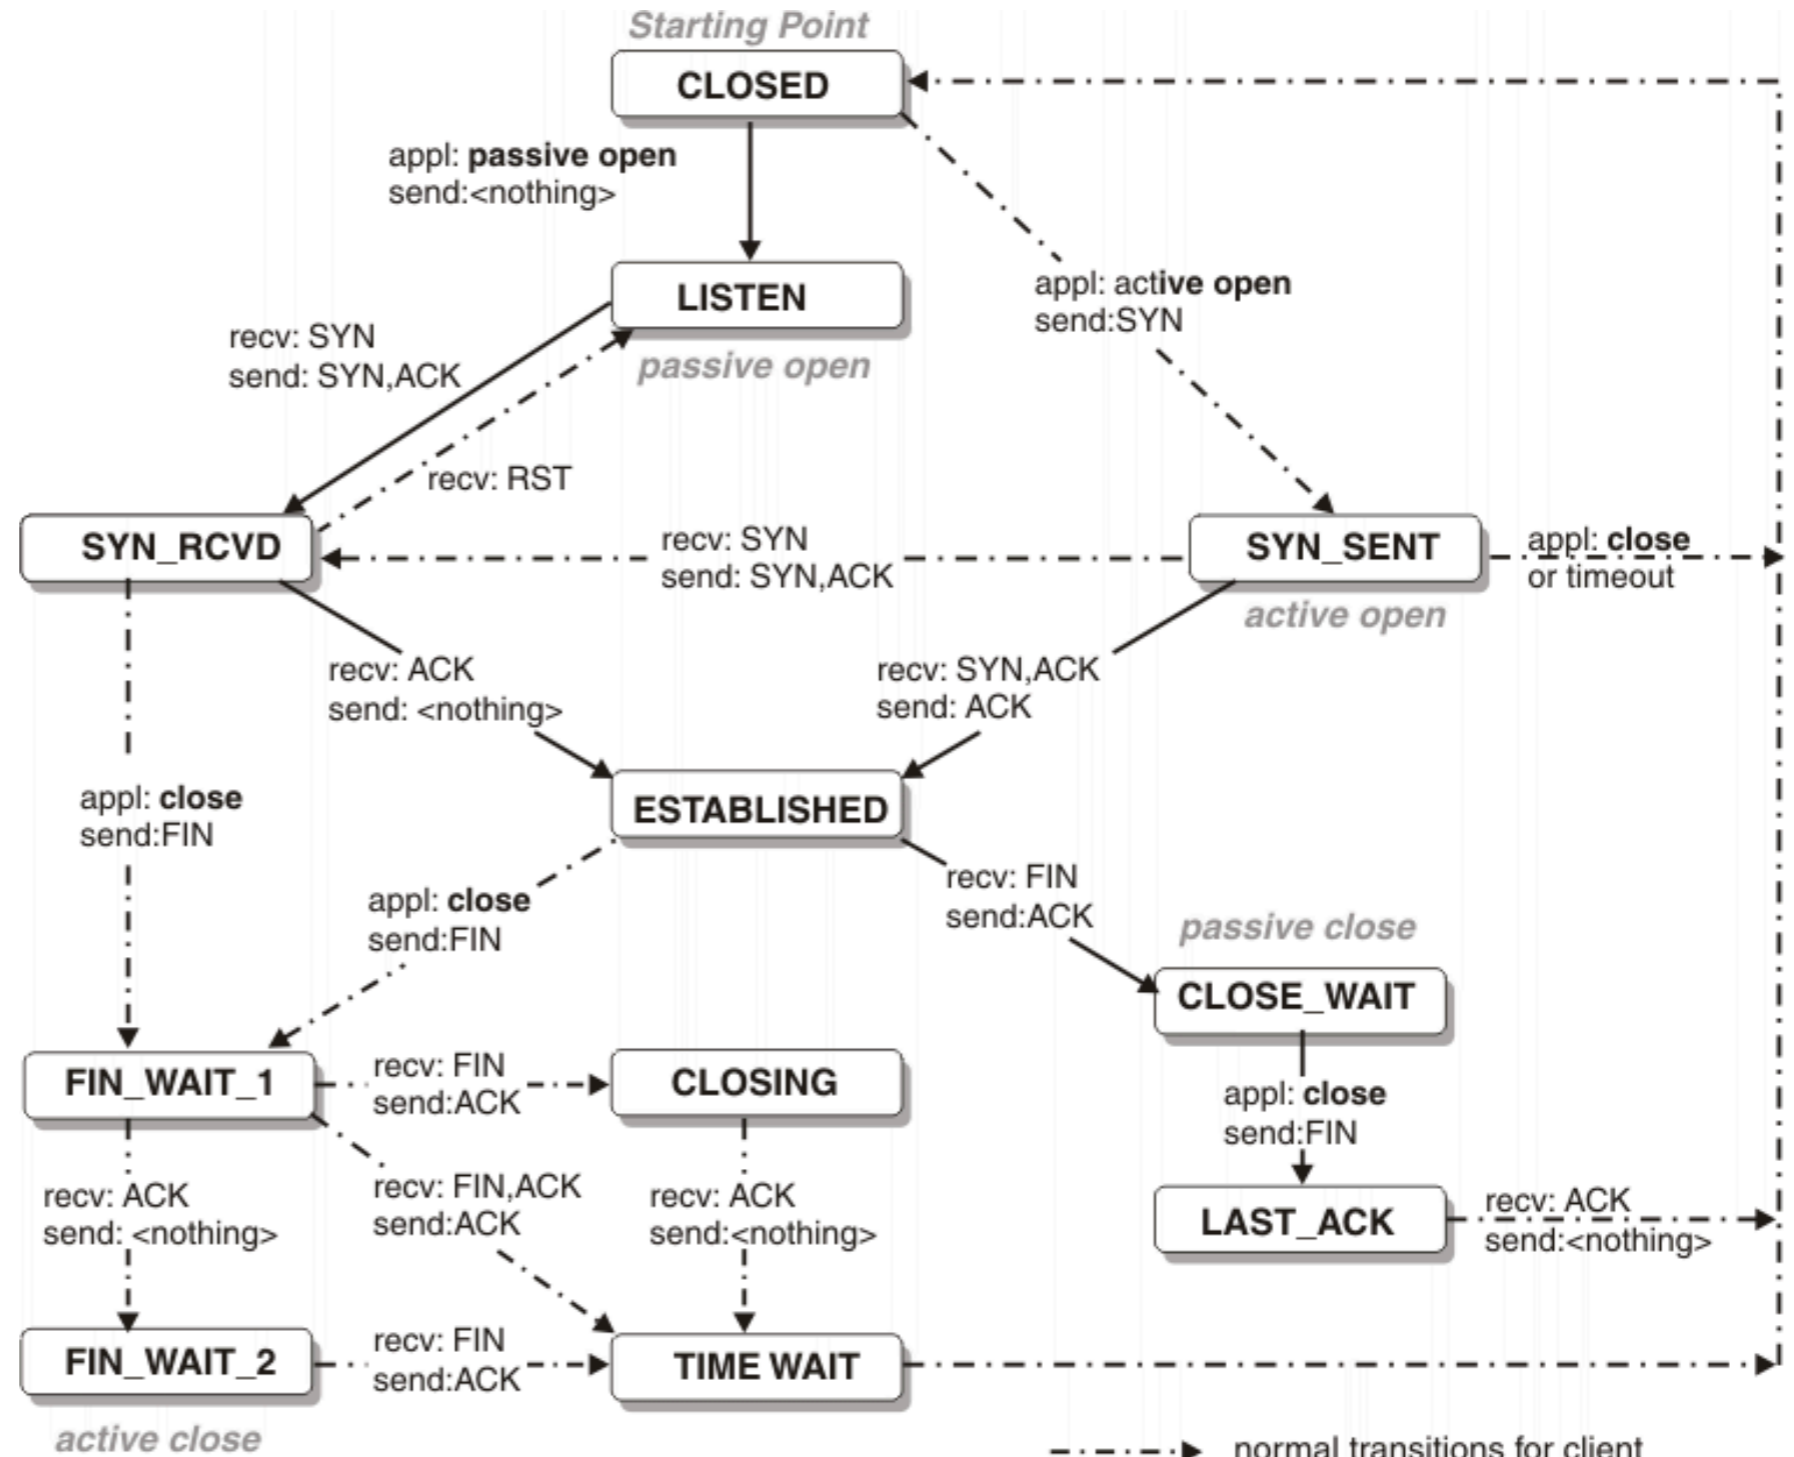 Starting Point
CLOSED
appl: passive open
send:<nothing>
LISTEN
appl: active open
send:SYN
recv: SYN
send: SYN,ACK
passive open
recv: RST
SYN_RCVD
recv: SYN
send: SYN,ACK
SYN_SENT
appl: close
or timeout
active open
recv: ACK
send: <nothing>
recv: SYN,ACK
send: ACK
appl: close
send:FIN
ESTABLISHED
appl: close
send:FIN
recv: FIN
send:ACK
passive close
CLOSE_WAIT
FIN_WAIT_1
recv: FIN
send:ACK
CLOSING
appl: close
send:FIN
recv: ACK
send: <nothing>
recv: FIN,ACK
send:ACK
recv: ACK
send:<nothing>
LAST_ACK
recv: ACK
send:<nothing>
FIN_WAIT_2
recv: FIN
send:ACK
TIME WAIT
active close
normal transitions for client